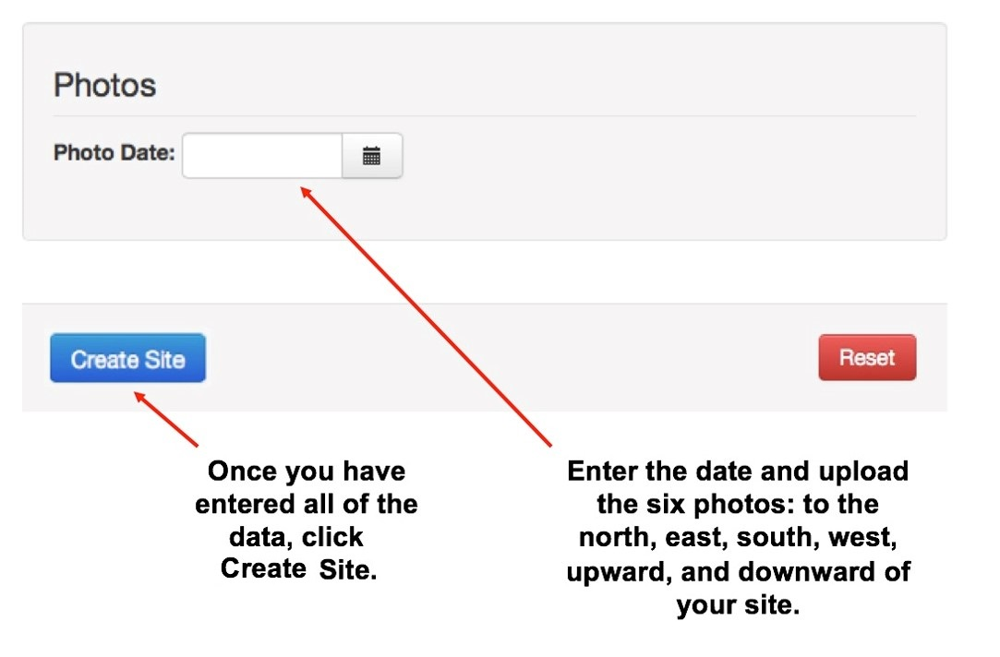 Photos
Photo Date:
Create Site
Reset
Once you have
entered all of the
data, click
Create Site.
Enter the date and upload
the six photos: to the
north, east, south, west,
upward, and downward of
your site.